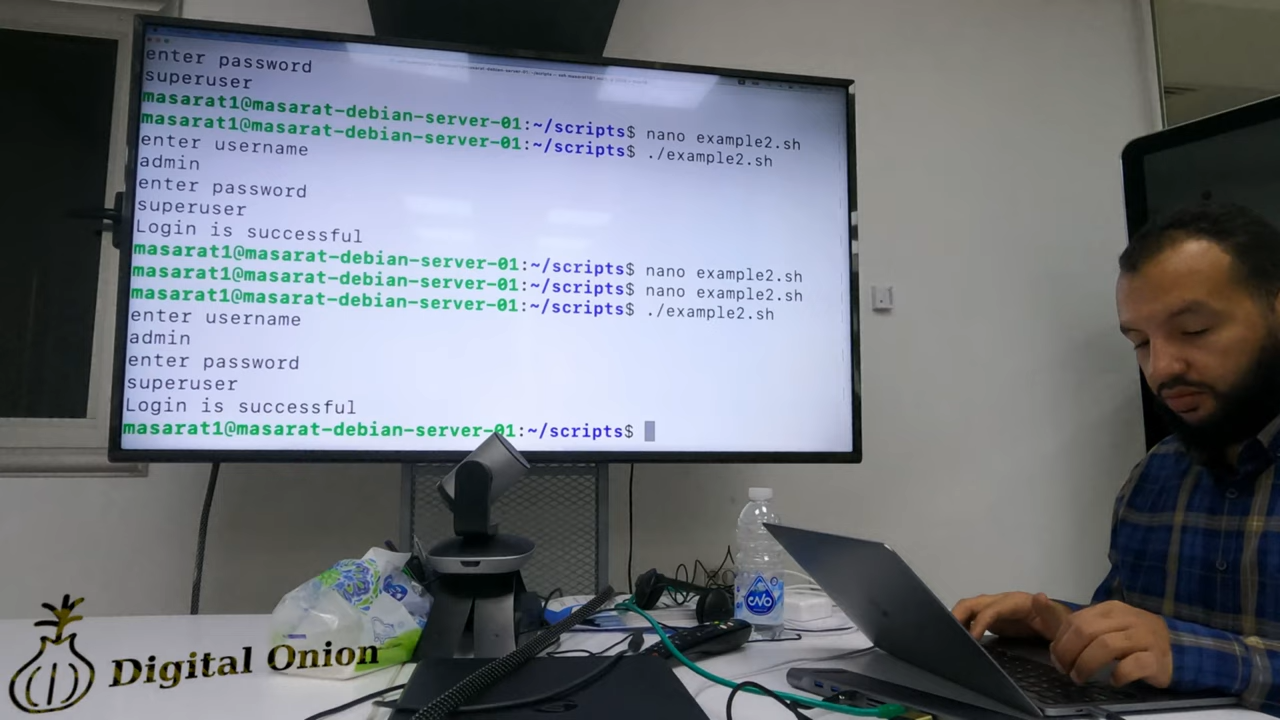 enter password
superuser
masarat1@masarat-debian-server-01:~/scripts$ nano example2.sh
masarat1@masarat-debian-server-01:~/scripts$ ./example2.sh
enter username
admin
enter password
superuser
Login is successful
masarat1@masarat-debian-server-01:~/scripts$ nano example2.sh
masarat1@masarat-debian-server-01:~/scripts$ nano example2.sh
masarat1@masarat-debian-server-01:~/scripts$ ./example2.sh
enter username
admin
enter password
superuser
Login is successful
masarat1@masarat-debian-server-01:~/scripts$
Digital Onion